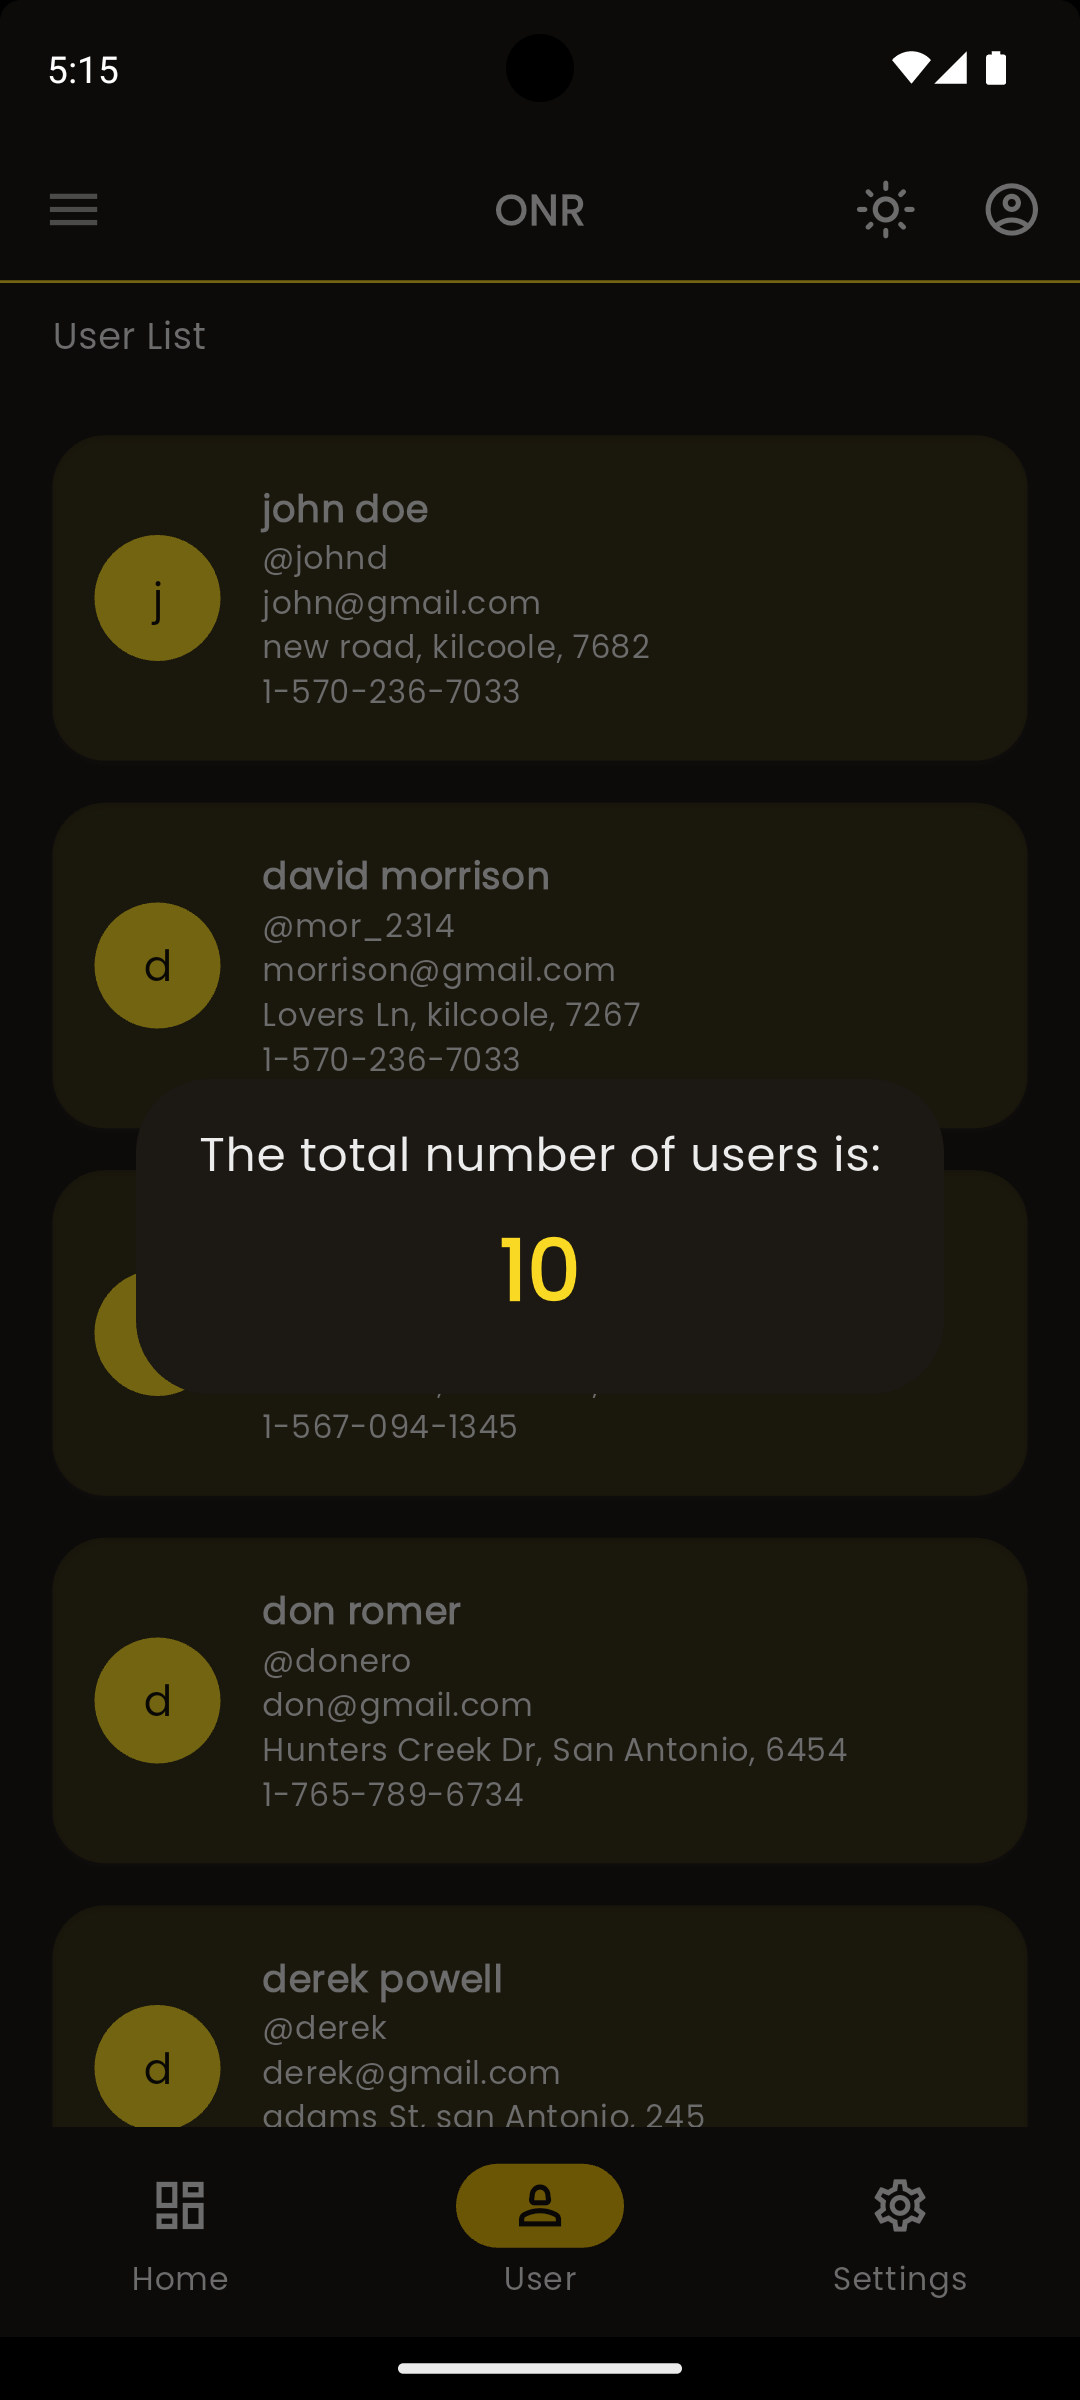 5:15
ONR
User List
john doe
j
@johnd
john@gmail.com
new road, kilcoole, 7682
1-570-236-7033
david morrison
d
@mor_2314
morrison@gmail.com
Lovers Ln, kilcoole, 7267
1-570-236-7033
The total number of users is:
10
1-567-094-1345
don romer
d
@donero
don@gmail.com
Hunters Creek Dr, San Antonio, 6454
1-765-789-6734
derek powell
d
@derek
derek@gmail.com
adams St, san Antonio, 245
Home
User
Settings